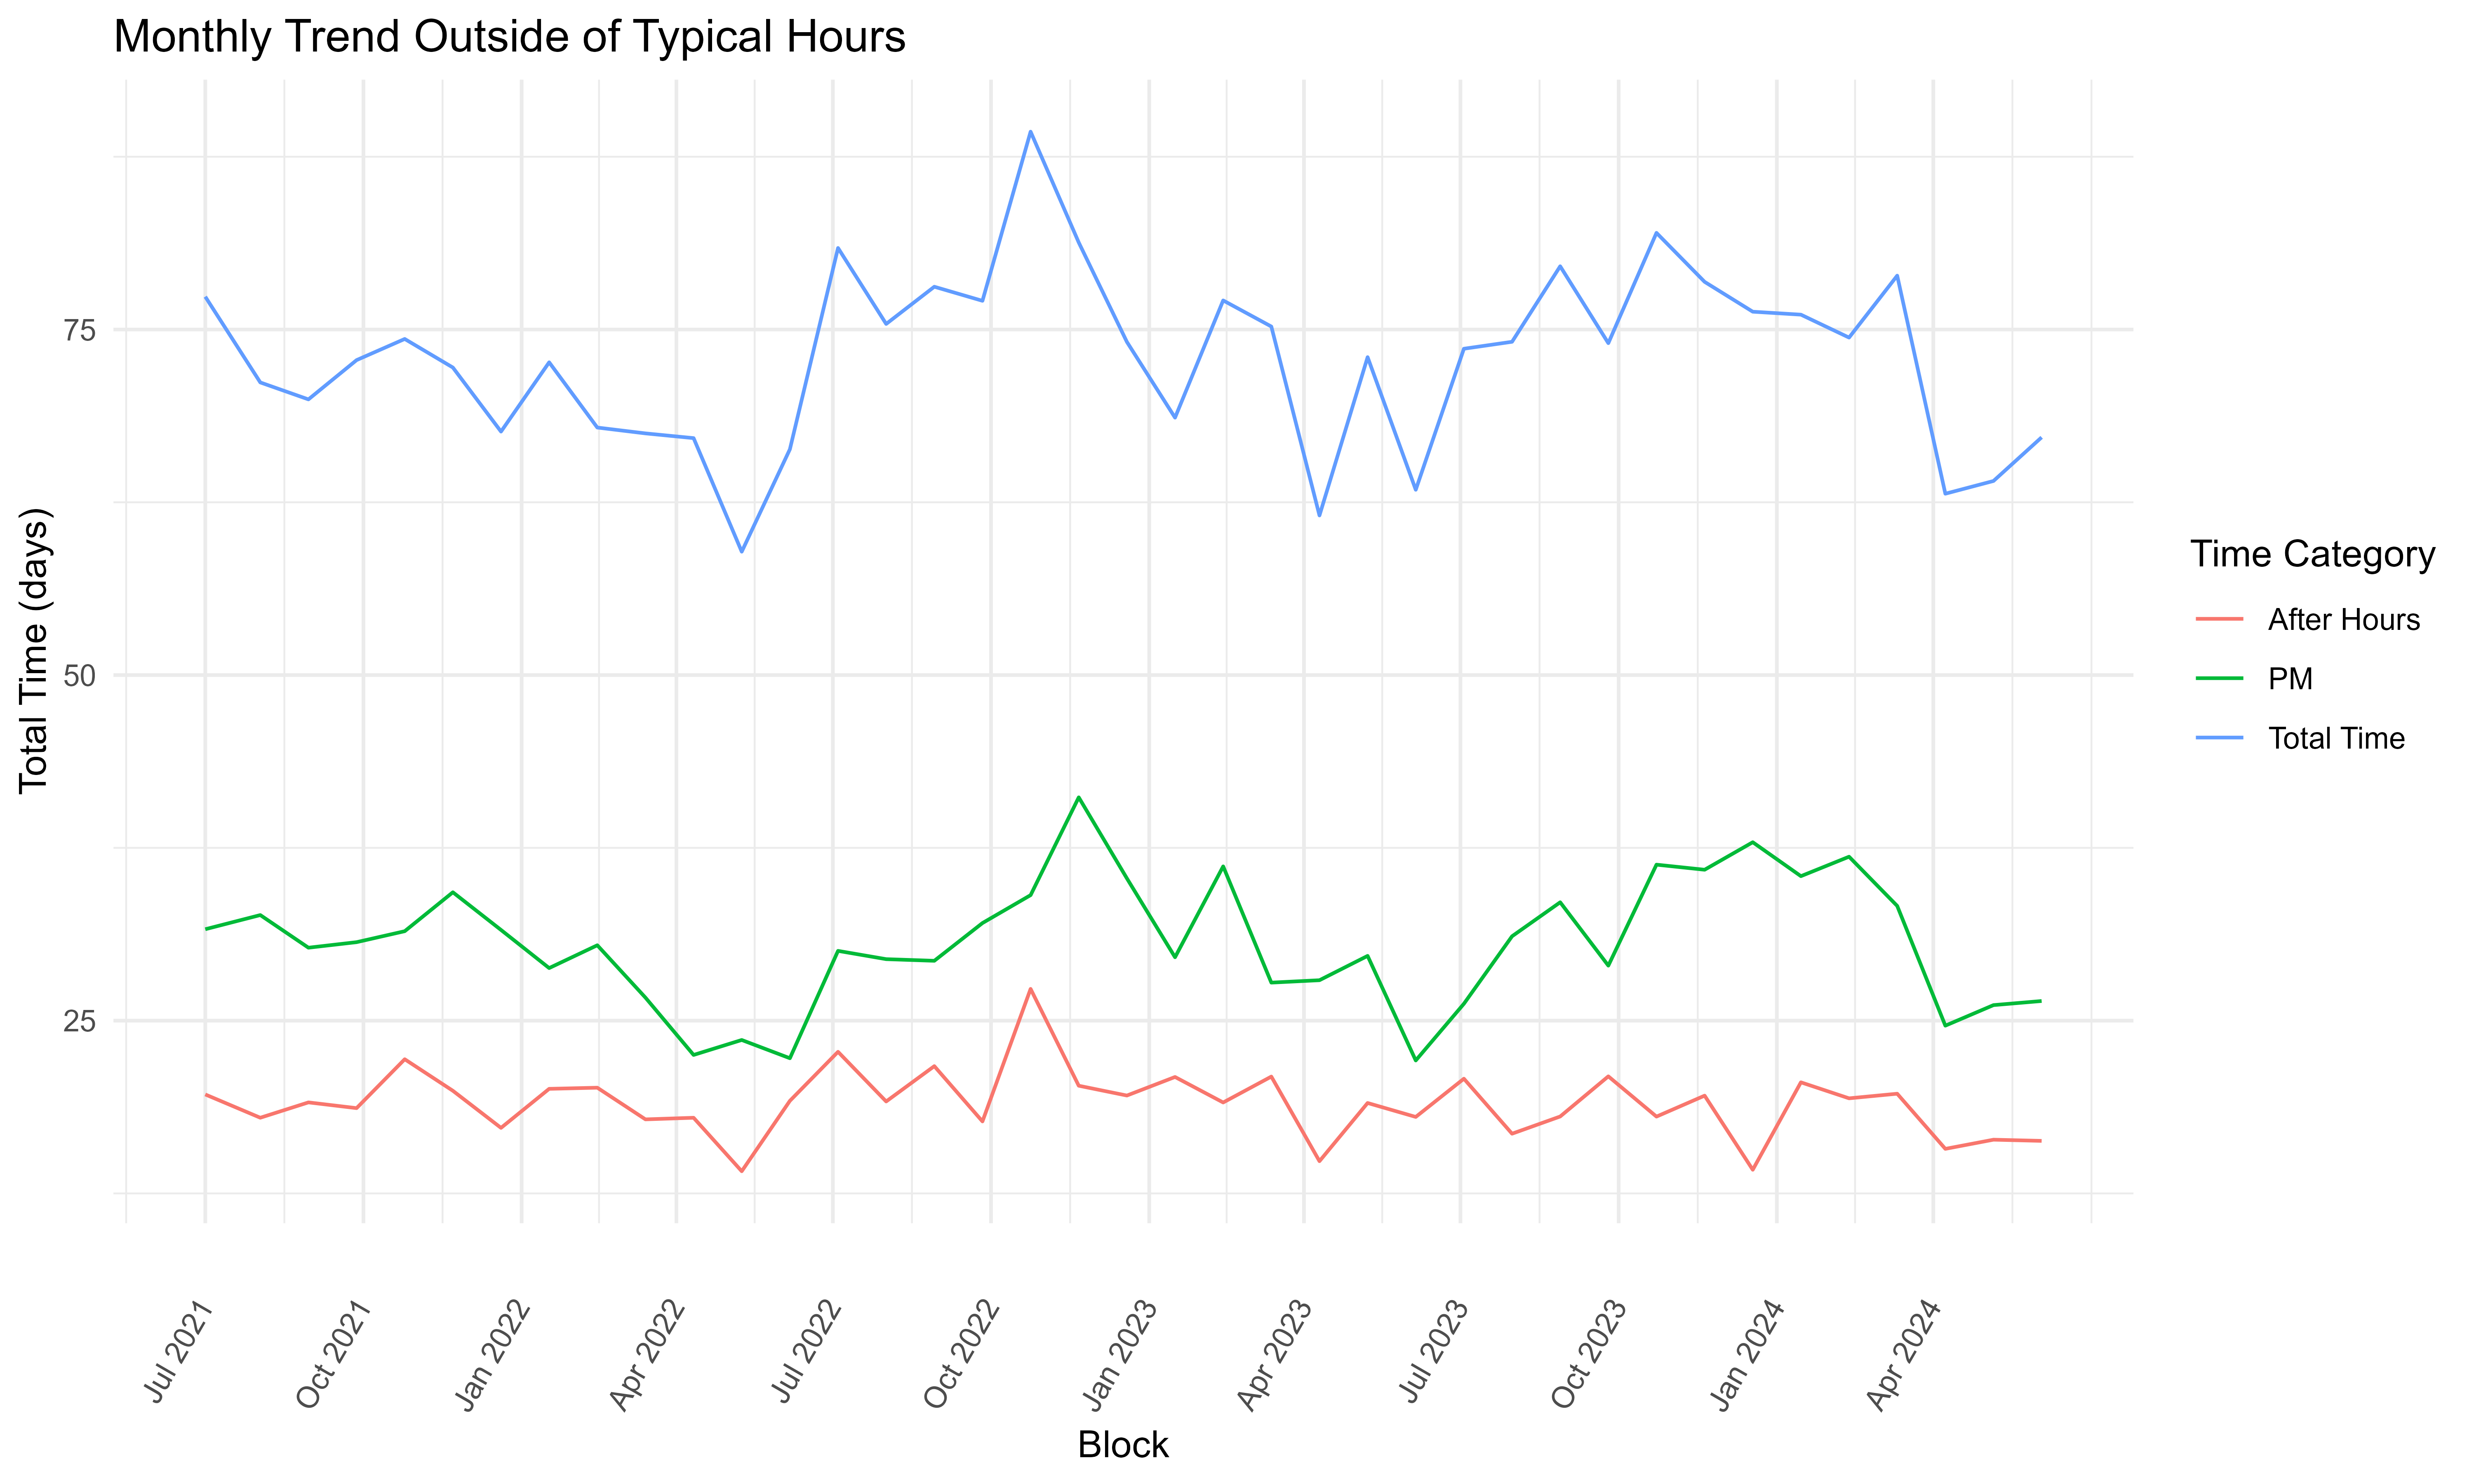 Monthly Trend Outside of Typical Hours
Total Time (days)
75
50
25
Jul 2021
Oct 2021
Jan 2022
Apr 2022
Jul 2022
Oct 2022
Jan 2023
Apr 2023
Jul 2023
Oct 2023
Jan 2024
Apr 2024
Block
Time Category
After Hours
PM
Total Time